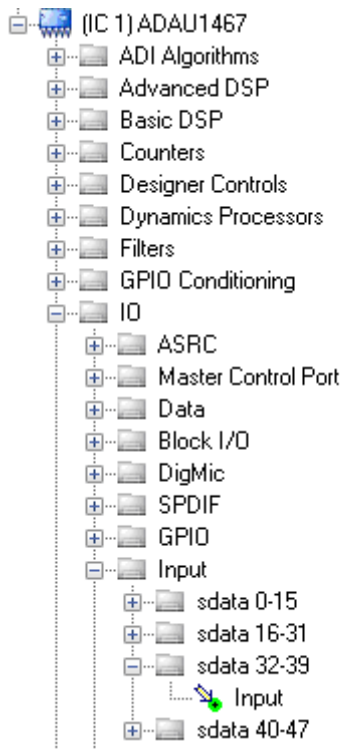 (IC 1) ADAU1467
ADI Algorithms
Advanced DSP
Basic DSP
Counters
Designer Controls
Dynamics Processors
Filters
GPIO Conditioning
IO
ASRC
Master Control Port
Data
Block I/O
DigMic
SPDIF
GPIO
Input
sdata 0-15
sdata 16-31
sdata 32-39
Input
sdata 40-47